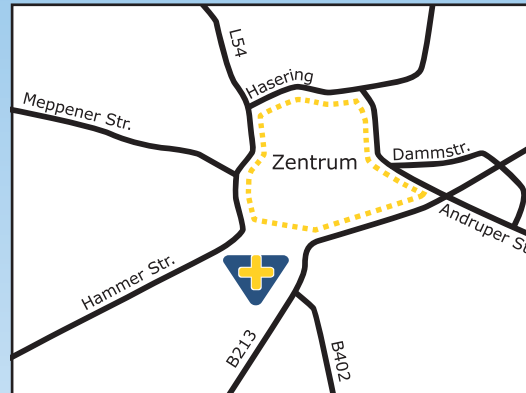 L54
Hasering
Meppener Str.
Zentrum
Dammstr.
Andruper St
Hammer Str.
B213
B402